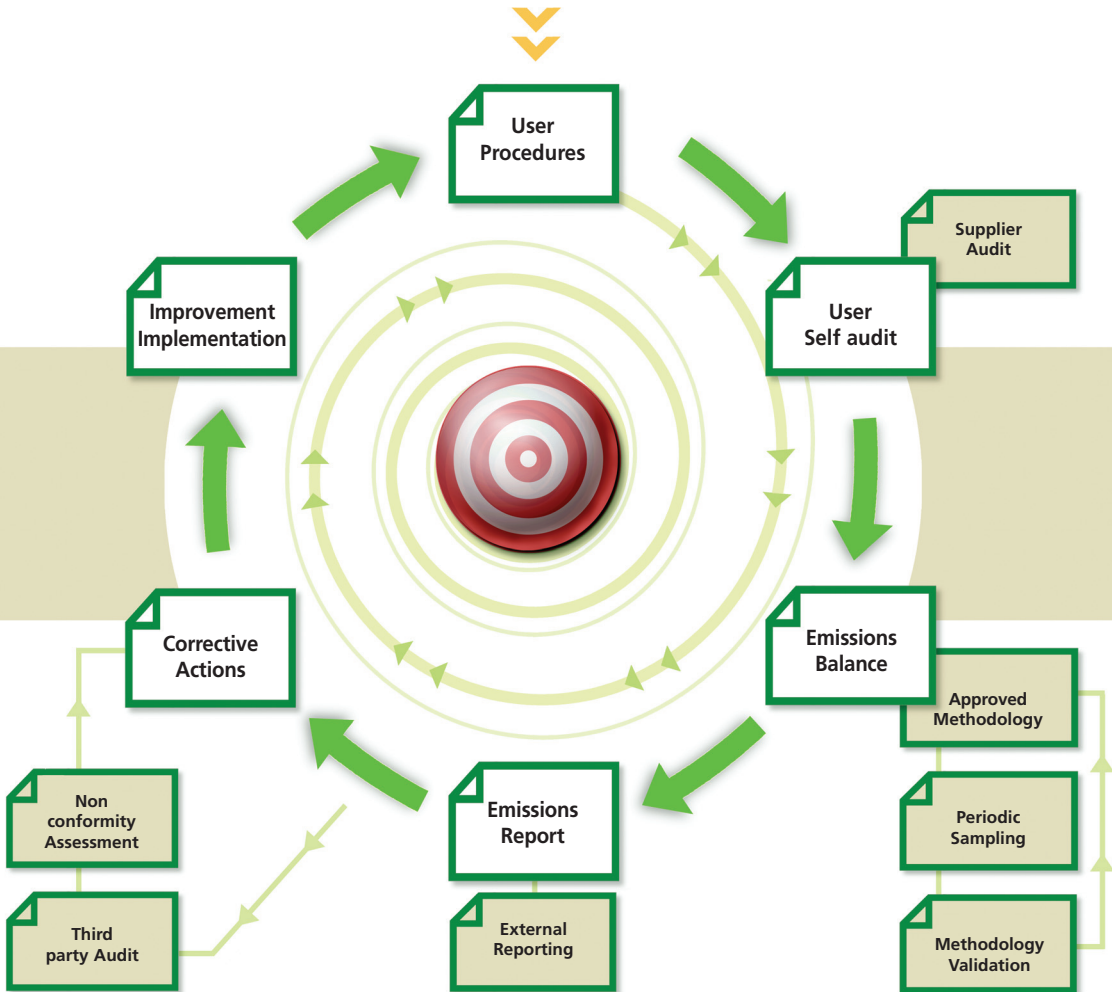 User
Procedures
Supplier
Audit
User
Self audit
Improvement
Implementation
Emissions
Balance
Corrective
Actions
Approved
Methodology
Emissions
Report
Non
conformity
Assessment
Periodic
Sampling
External
Reporting
Third
party Audit
Methodology
Validation